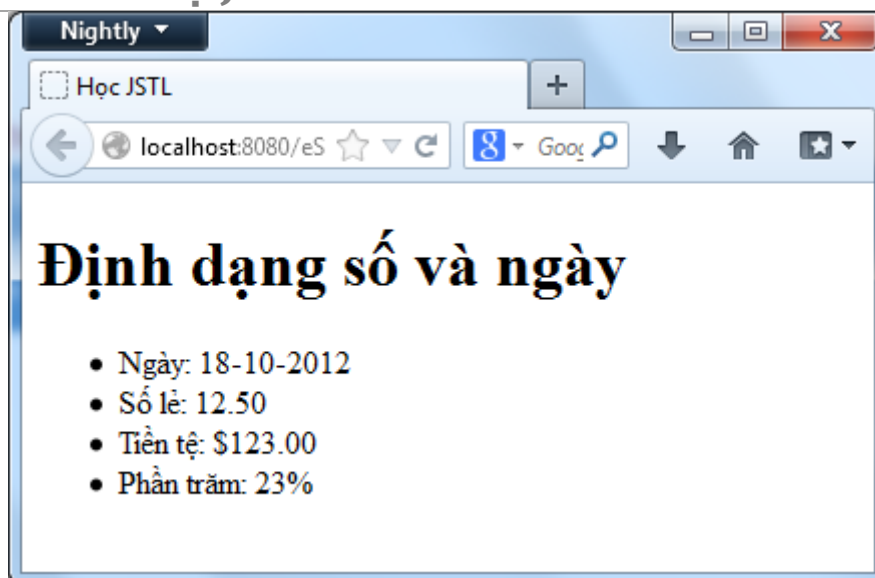 Nightly
Học JSTL
localhost:8080/eS
Goog
Định dạng số và ngày
Ngày: 18-10-2012
Số lẻ: 12.50
Tiền tệ: $123.00
Phần trăm: 23%